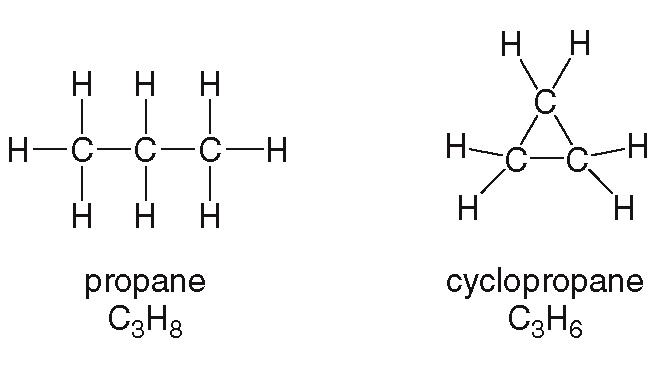 H H H
H C C C H
H H H
propane
C₃H₈
H H
C
H C C H
H H
cyclopropane
C₃H₆